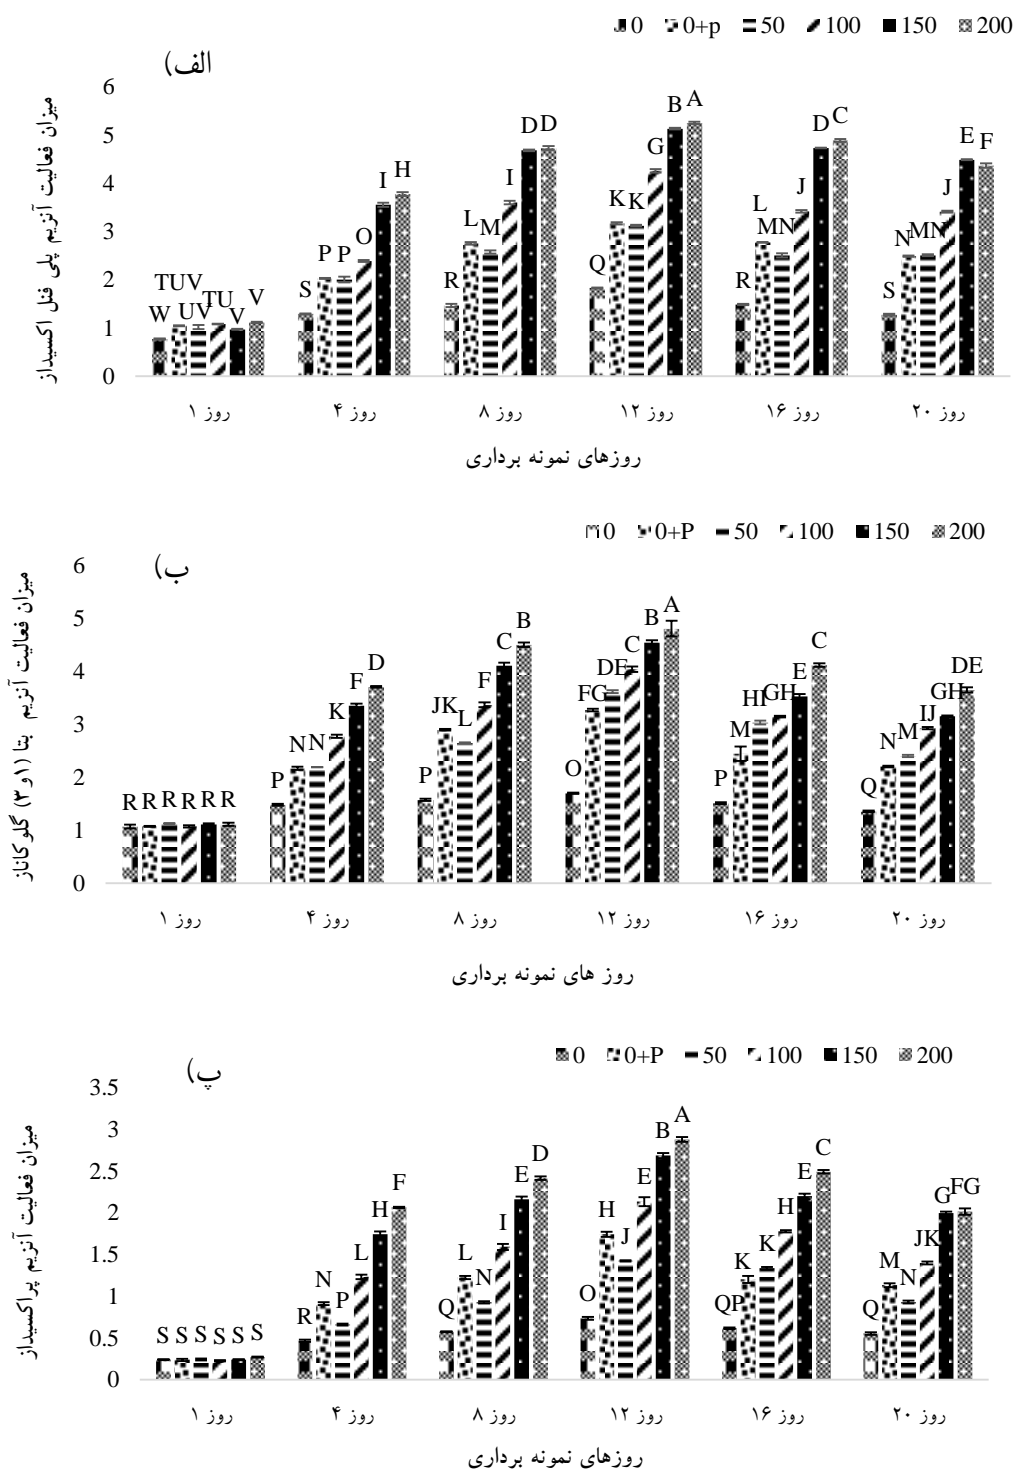 0 0+p 50 100 150 200
الف)
میزان فعالیت آنزیم پلی فنل اکسیداز
6
5
4
3
2
1
0
W TUV UV TU V V
S P P O I H
R L M I D D
Q K K G B A
R L MN J D C
S N MN J E F
روز ۱ روز ۴ روز ۸ روز ۱۲ روز ۱۶ روز ۲۰
روزهای نمونه برداری
0 0+P 50 100 150 200
ب)
میزان فعالیت آنزیم بتا (۱و۳) گلوکاناز
6
5
4
3
2
1
0
R R R R R R
P N N K F D
P JK L F C B
O FG DE C B A
P M HI GH E C
Q N M IJ GH DE
روز ۱ روز ۴ روز ۸ روز ۱۲ روز ۱۶ روز ۲۰
روز های نمونه برداری
0 0+P 50 100 150 200
پ)
میزان فعالیت آنزیم پراکسیداز
3.5
3
2.5
2
1.5
1
0.5
0
S S S S S S
R N P L H F
Q L N I E D
O H J E B A
QP K K H E C
Q M N JK G FG
روز ۱ روز ۴ روز ۸ روز ۱۲ روز ۱۶ روز ۲۰
روزهای نمونه برداری